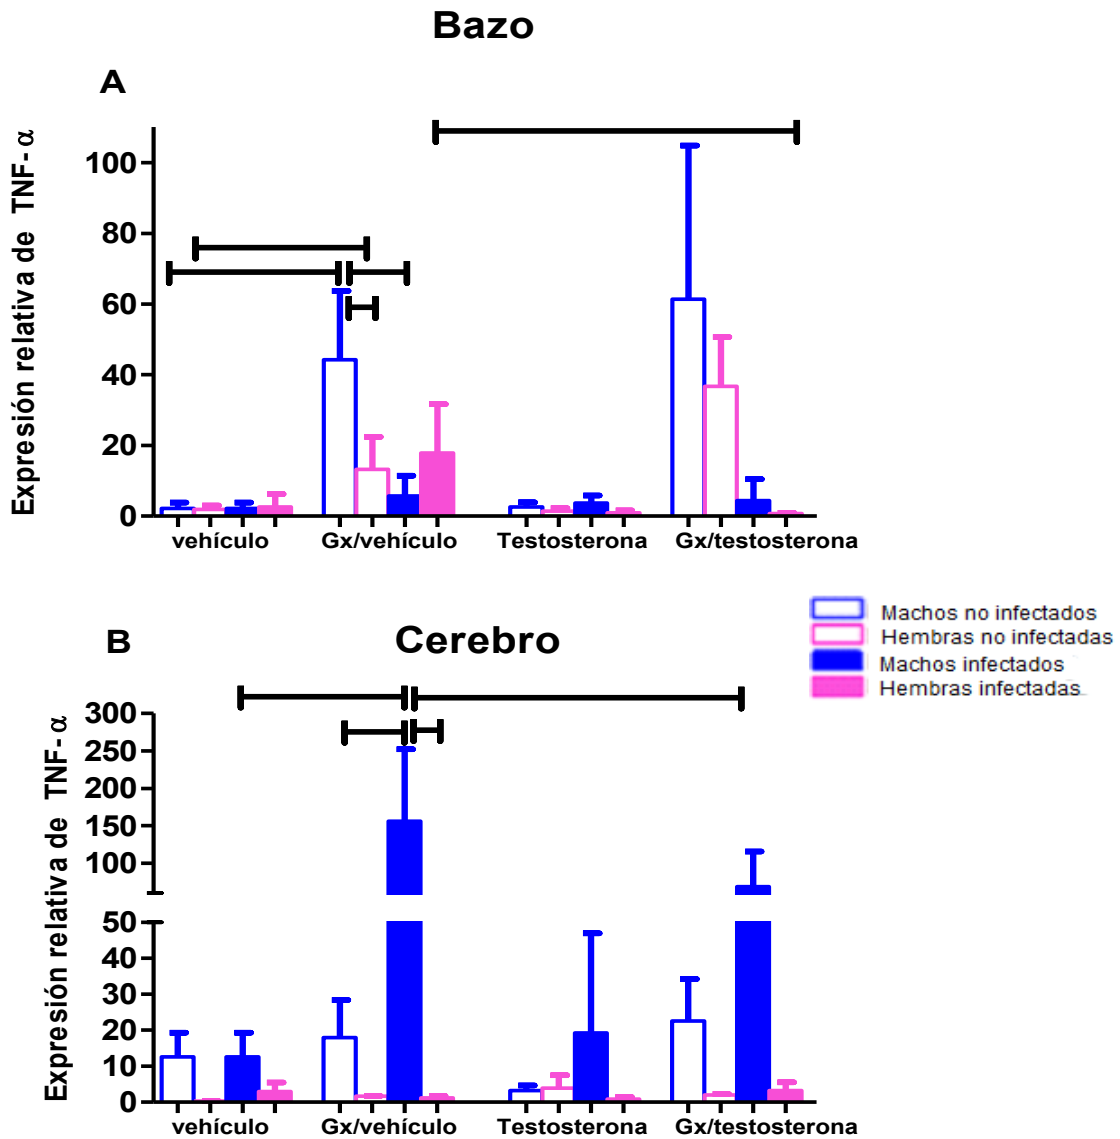 Bazo
A
Expresión relativa de TNF- α
100
80
60
40
20
0
vehículo Gx/vehículo Testosterona Gx/testosterona
Machos no infectados
Hembras no infectadas
Machos infectados
Hembras infectadas
B
Cerebro
Expresión relativa de TNF- α
300
250
200
150
100
50
40
30
20
10
0
vehículo Gx/vehículo Testosterona Gx/testosterona